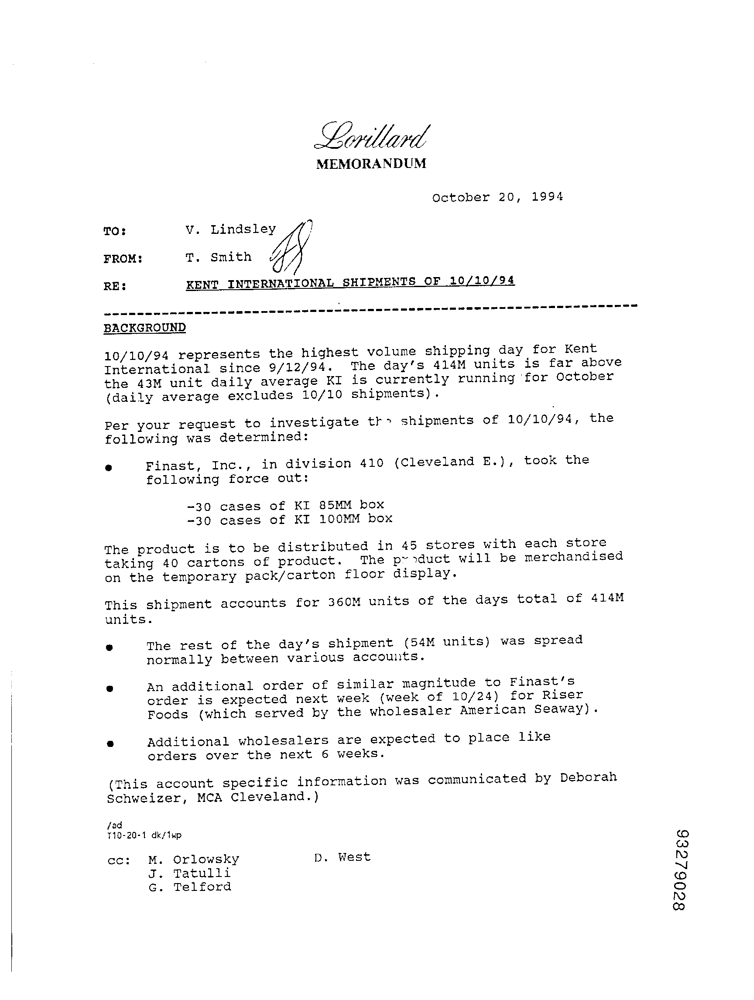 Lorillard
MEMORANDUM
October 20, 1994
TO: V. Lindsley
FROM: T. Smith
RE: KENT INTERNATIONAL SHIPMENTS OF 10/10/94
BACKGROUND
10/10/94 represents the highest volume shipping day for Kent
International since 9/12/94. The day's 414M units is far above
the 43M unit daily average KI is currently running for October
(daily average excludes 10/10 shipments).
Per your request to investigate the shipments of 10/10/94, the
following was determined:
● Finast, Inc., in division 410 (Cleveland E.), took the
following force out:
-30 cases of KI 85MM box
-30 cases of KI 100MM box
The product is to be distributed in 45 stores with each store
taking 40 cartons of product. The product will be merchandised
on the temporary pack/carton floor display.
This shipment accounts for 360M units of the days total of 414M
units.
● The rest of the day's shipment (54M units) was spread
normally between various accounts.
● An additional order of similar magnitude to Finast's
order is expected next week (week of 10/24) for Riser
Foods (which served by the wholesaler American Seaway).
● Additional wholesalers are expected to place like
orders over the next 6 weeks.
(This account specific information was communicated by Deborah
Schweizer, MCA Cleveland.)
/ad
T10-20-1 dk/1wp
cc: M. Orlowsky D. West
J. Tatulli
G. Telford
93279028